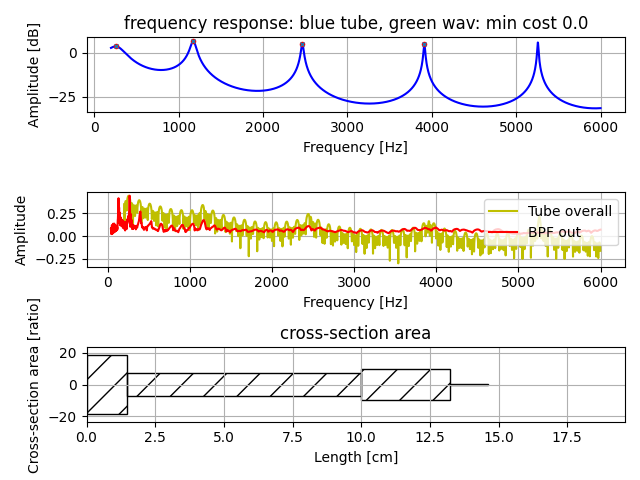 frequency response: blue tube, green wav: min cost 0.0
Amplitude [dB]
0
−25
0 1000 2000 3000 4000 5000 6000
Frequency [Hz]
Amplitude
0.25
0.00
−0.25
Tube overall
BPF out
0 1000 2000 3000 4000 5000 6000
Frequency [Hz]
cross-section area
Cross-section area [ratio]
20
0
−20
0.0 2.5 5.0 7.5 10.0 12.5 15.0 17.5
Length [cm]